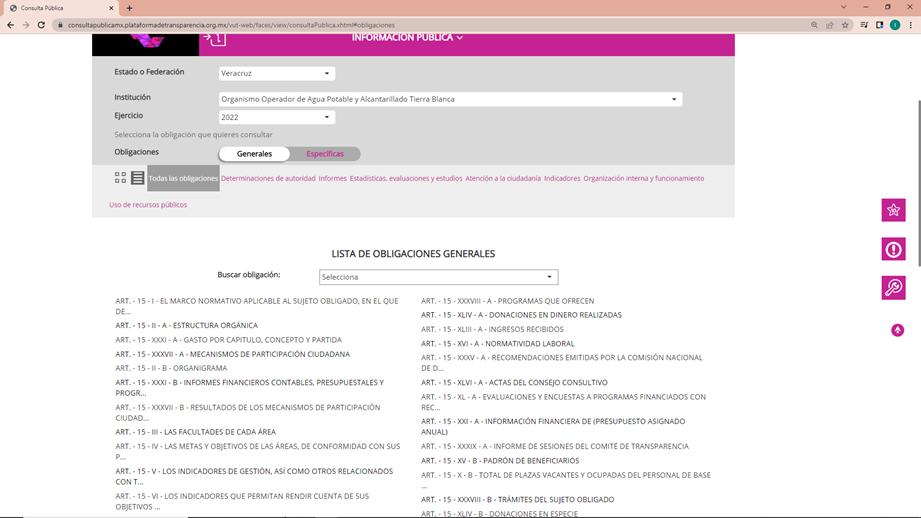 Consulta Pública
consultapublicamx.plataformadetransparencia.org.mx/vut-web/faces/view/consultaPublica.xhtml#obligaciones
INFORMACIÓN PÚBLICA
Estado o Federación
Veracruz
Institución
Organismo Operador de Agua Potable y Alcantarillado Tierra Blanca
Ejercicio
2022
Selecciona la obligación que quieres consultar
Obligaciones
Generales
Específicas
Todas las obligaciones Determinaciones de autoridad Informes Estadísticas, evaluaciones y estudios Atención a la ciudadanía Indicadores Organización interna y funcionamiento
Uso de recursos públicos
LISTA DE OBLIGACIONES GENERALES
Buscar obligación:
Selecciona
ART. - 15 - I - EL MARCO NORMATIVO APLICABLE AL SUJETO OBLIGADO, EN EL QUE
DE...
ART. - 15 - II - A - ESTRUCTURA ORGÁNICA
ART. - 15 - XXXI - A - GASTO POR CAPITULO, CONCEPTO Y PARTIDA
ART. - 15 - XXXVII - A - MECANISMOS DE PARTICIPACIÓN CIUDADANA
ART. - 15 - II - B - ORGANIGRAMA
ART. - 15 - XXXI - B - INFORMES FINANCIEROS CONTABLES, PRESUPUESTALES Y
PROGR...
ART. - 15 - XXXVII - B - RESULTADOS DE LOS MECANISMOS DE PARTICIPACIÓN
CIUDAD...
ART. - 15 - III - LAS FACULTADES DE CADA ÁREA
ART. - 15 - IV - LAS METAS Y OBJETIVOS DE LAS ÁREAS, DE CONFORMIDAD CON SUS
P...
ART. - 15 - V - LOS INDICADORES DE GESTIÓN, ASÍ COMO OTROS RELACIONADOS
CON T...
ART. - 15 - VI - LOS INDICADORES QUE PERMITAN RENDIR CUENTA DE SUS
OBJETIVOS ...
ART. - 15 - XXXVIII - A - PROGRAMAS QUE OFRECEN
ART. - 15 - XLIV - A - DONACIONES EN DINERO REALIZADAS
ART. - 15 - XLIII - A - INGRESOS RECIBIDOS
ART. - 15 - XVI - A - NORMATIVIDAD LABORAL
ART. - 15 - XXXV - A - RECOMENDACIONES EMITIDAS POR LA COMISIÓN NACIONAL
DE D...
ART. - 15 - XLVI - A - ACTAS DEL CONSEJO CONSULTIVO
ART. - 15 - XL - A - EVALUACIONES Y ENCUESTAS A PROGRAMAS FINANCIADOS CON
REC...
ART. - 15 - XXI - A - INFORMACIÓN FINANCIERA DE (PRESUPUESTO ASIGNADO
ANUAL)
ART. - 15 - XXXIX - A - INFORME DE SESIONES DEL COMITÉ DE TRANSPARENCIA
ART. - 15 - XV - B - PADRÓN DE BENEFICIARIOS
ART. - 15 - X - B - TOTAL DE PLAZAS VACANTES Y OCUPADAS DEL PERSONAL DE BASE
...
ART. - 15 - XXXVIII - B - TRÁMITES DEL SUJETO OBLIGADO
ART. - 15 - XLIV - B - DONACIONES EN ESPECIE